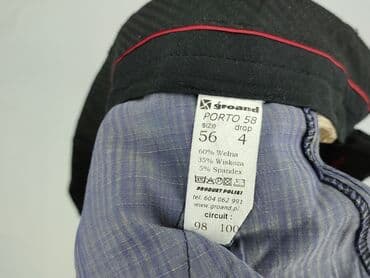 groand
PORTO 58
size drop
56 4
60% Wełna
35% Wiskoza
5% Spandex
PRODUKT POLSKI
tel. 604 062 991
www.groand.pl
circuit :
98 100